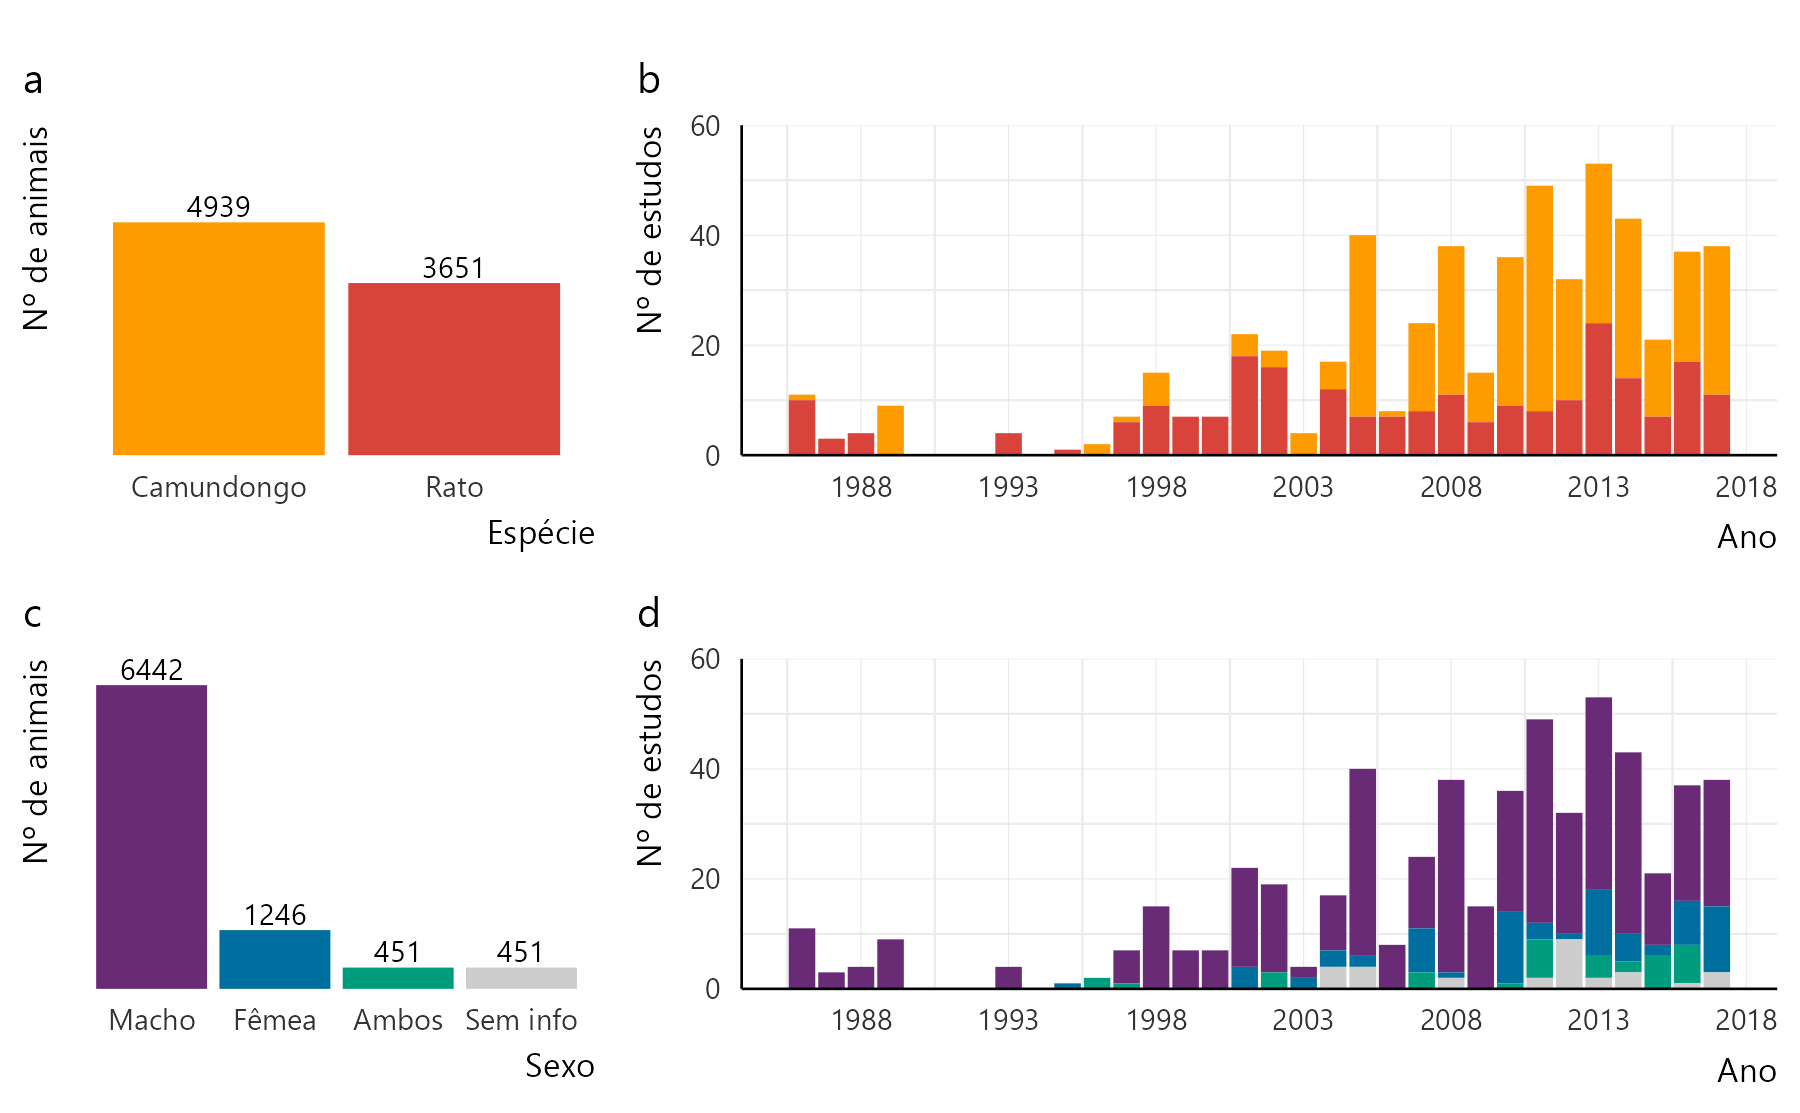 a
Nº de animais
4939
3651
Camundongo Rato
Espécie
b
Nº de estudos
60
40
20
0
1988 1993 1998 2003 2008 2013 2018
Ano
c
Nº de animais
6442
1246
451
451
Macho Fêmea Ambos Sem info
Sexo
d
Nº de estudos
60
40
20
0
1988 1993 1998 2003 2008 2013 2018
Ano